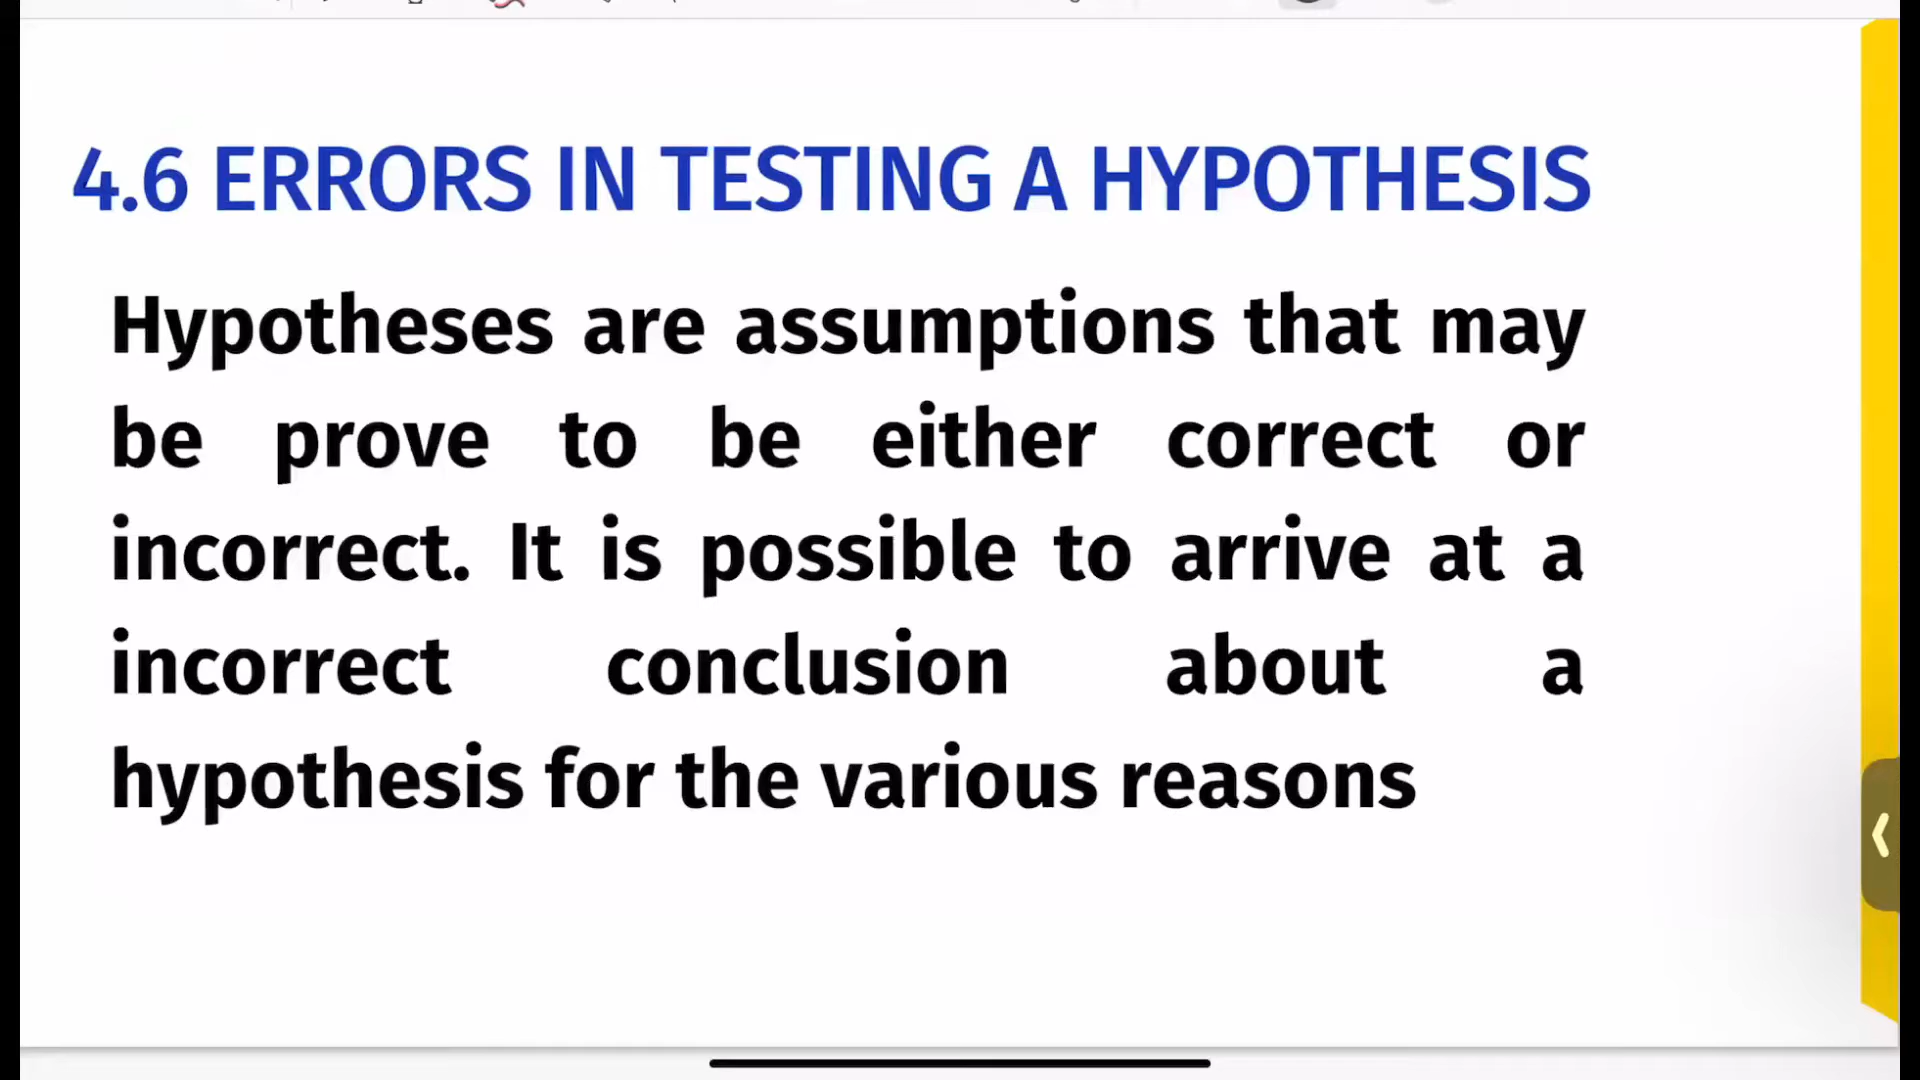 4.6 ERRORS IN TESTING A HYPOTHESIS
Hypotheses are assumptions that may
be prove to be either correct or
incorrect. It is possible to arrive at a
incorrect conclusion about a
hypothesis for the various reasons